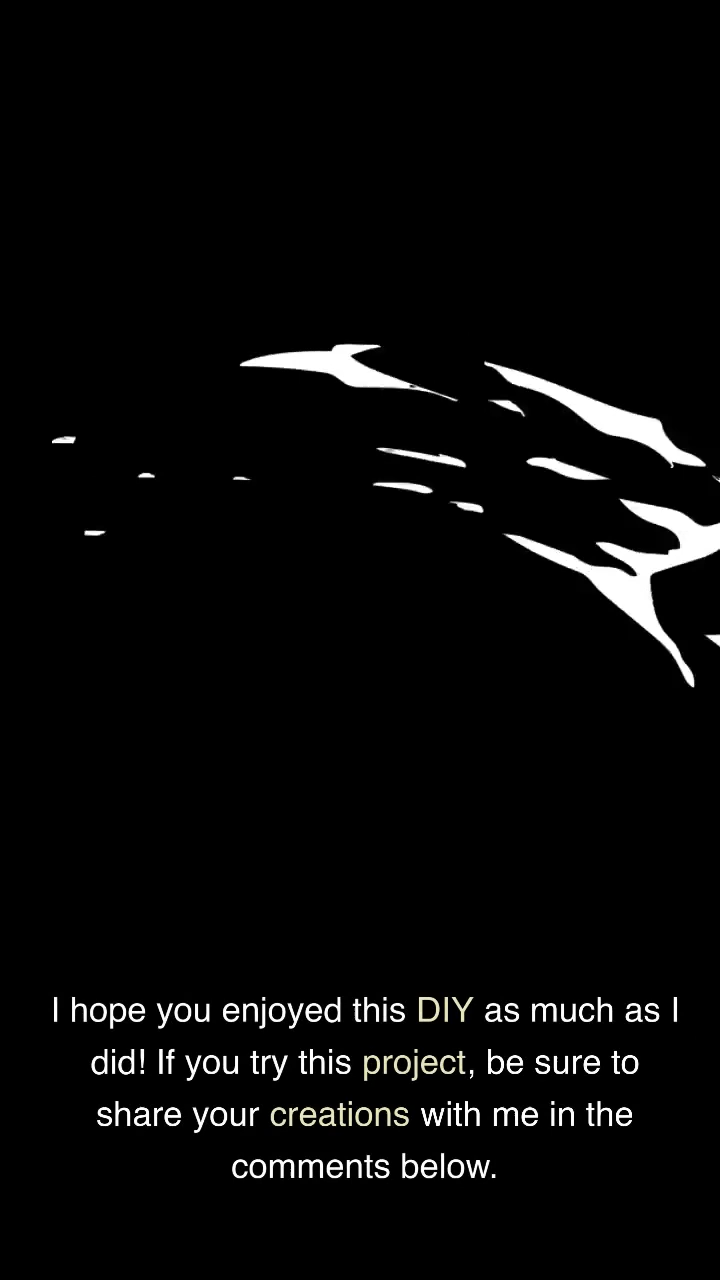 I hope you enjoyed this DIY as much as I
did! If you try this project, be sure to
share your creations with me in the
comments below.